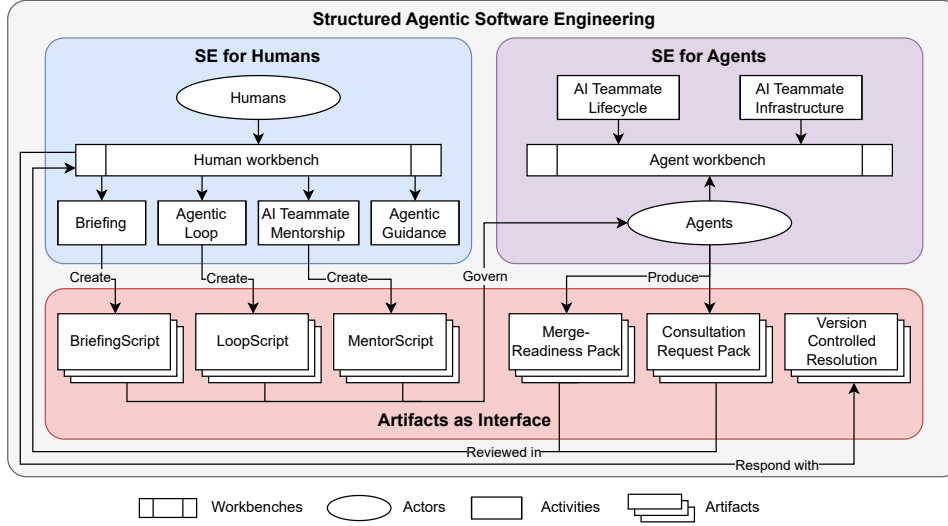 Structured Agentic Software Engineering
SE for Humans
SE for Agents
Humans
AI Teammate
Lifecycle
AI Teammate
Infrastructure
Human workbench
Agent workbench
Briefing
Agentic
Loop
AI Teammate
Mentorship
Agentic
Guidance
Agents
Create
Create
Create
Govern
Produce
BriefingScript
LoopScript
MentorScript
Merge-
Readiness Pack
Consultation
Request Pack
Version
Controlled
Resolution
Artifacts as Interface
Reviewed in
Respond with
Workbenches
Actors
Activities
Artifacts